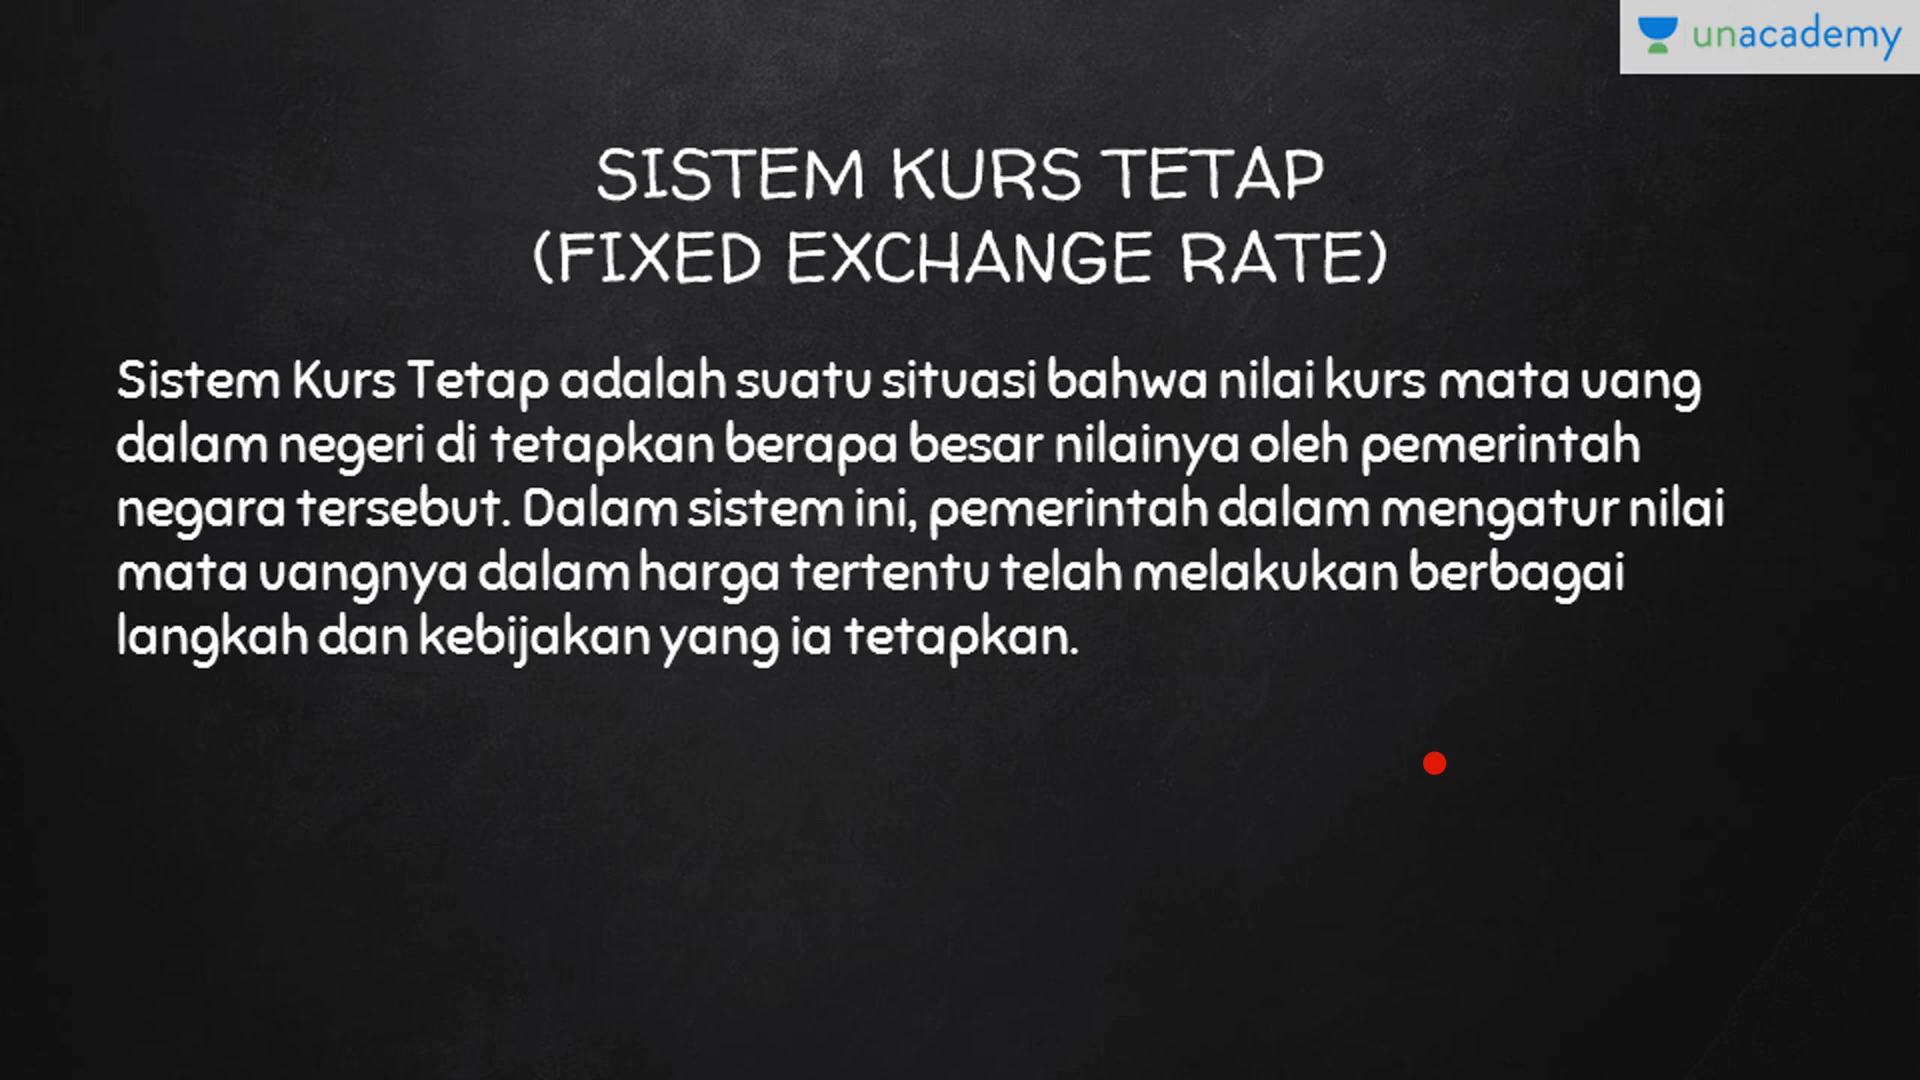 unacademy
SISTEM KURS TETAP
(FIXED EXCHANGE RATE)
Sistem Kurs Tetap adalah suatu situasi bahwa nilai kurs mata uang
dalam negeri di tetapkan berapa besar nilainya oleh pemerintah
negara tersebut. Dalam sistem ini, pemerintah dalam mengatur nilai
mata uangnya dalam harga tertentu telah melakukan berbagai
langkah dan kebijakan yang ia tetapkan.